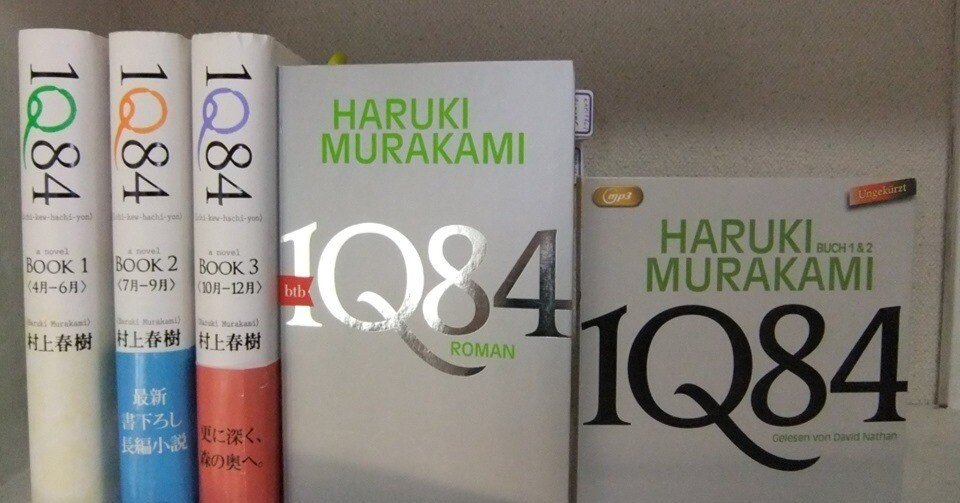 1Q84
(ichi-kew-hachi-yon)
a novel
BOOK 1
〈4月–6月〉
(Haruki Murakami)
村上春樹
1Q84
(ichi-kew-hachi-yon)
a novel
BOOK 2
〈7月–9月〉
(Haruki Murakami)
村上春樹
最新
書下ろし
長編小説
1Q84
(ichi-kew-hachi-yon)
a novel
BOOK 3
〈10月–12月〉
(Haruki Murakami)
村上春樹
更に深く、
森の奥へ。
HARUKI
MURAKAMI
1Q84
btb
ROMAN
mp3
Ungekürzt
HARUKI
BUCH 1 & 2
MURAKAMI
1Q84
Gelesen von David Nathan